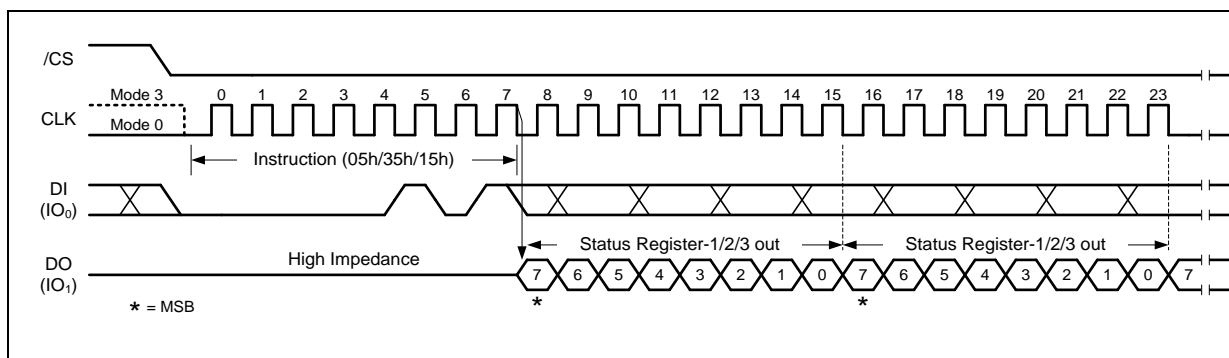 /CS
Mode 3
0 1 2 3 4 5 6 7 8 9 10 11 12 13 14 15 16 17 18 19 20 21 22 23
CLK
Mode 0
Instruction (05h/35h/15h)
DI
(IO₀)
Status Register-1/2/3 out Status Register-1/2/3 out
High Impedance
DO
(IO₁)
7 6 5 4 3 2 1 0 7 6 5 4 3 2 1 0 7
* *
* = MSB